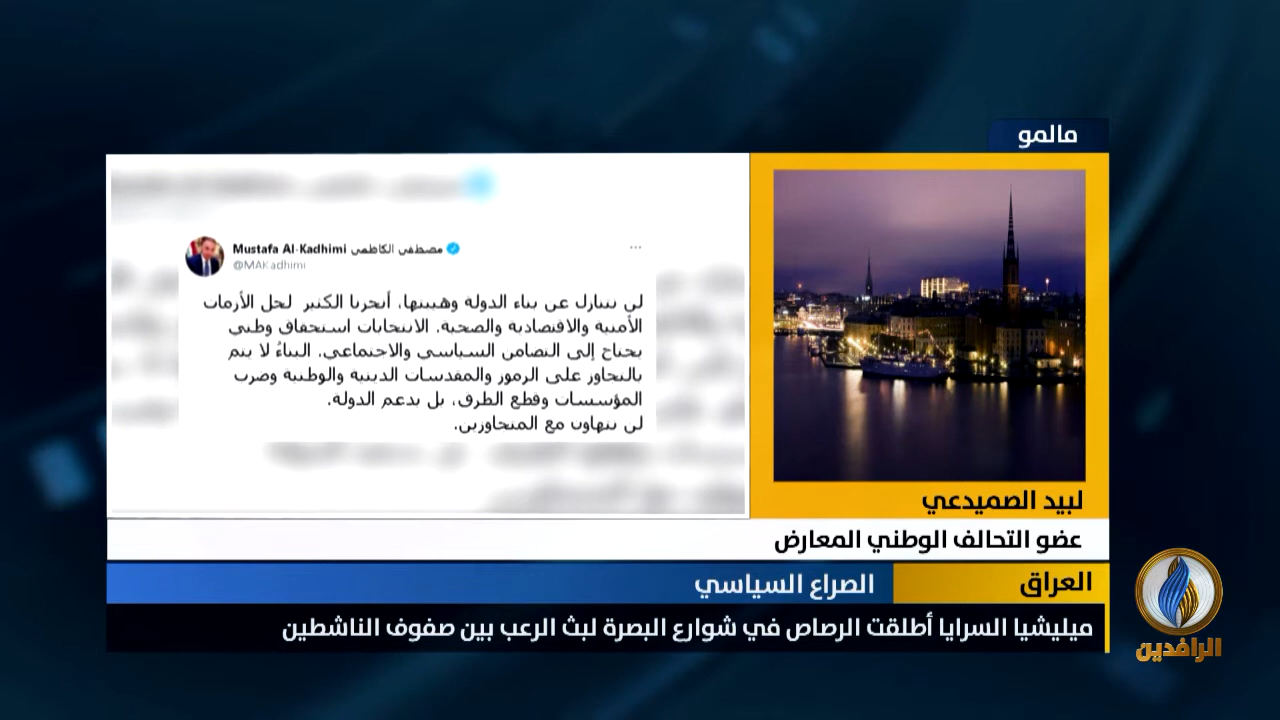 مالمو
Mustafa Al-Kadhimi مصطفى الكاظمي
@MAKadhimi
لن نتنازل عن بناء الدولة وهيبتها، أنجزنا الكثير لحل الأزمات
الأمنية والاقتصادية والصحية. الانتخابات استحقاق وطني
يحتاج إلى التضامن السياسي والاجتماعي. البناءُ لا يتم
بالتجاوز على الرموز والمقدسات الدينية والوطنية وضرب
المؤسسات وقطع الطرق، بل بدعم الدولة.
لن نتهاون مع المتجاوزين.
لبيد الصميدعي
عضو التحالف الوطني المعارض
العراق
الصراع السياسي
ميليشيا السرايا أطلقت الرصاص في شوارع البصرة لبث الرعب بين صفوف الناشطين
الرافدين